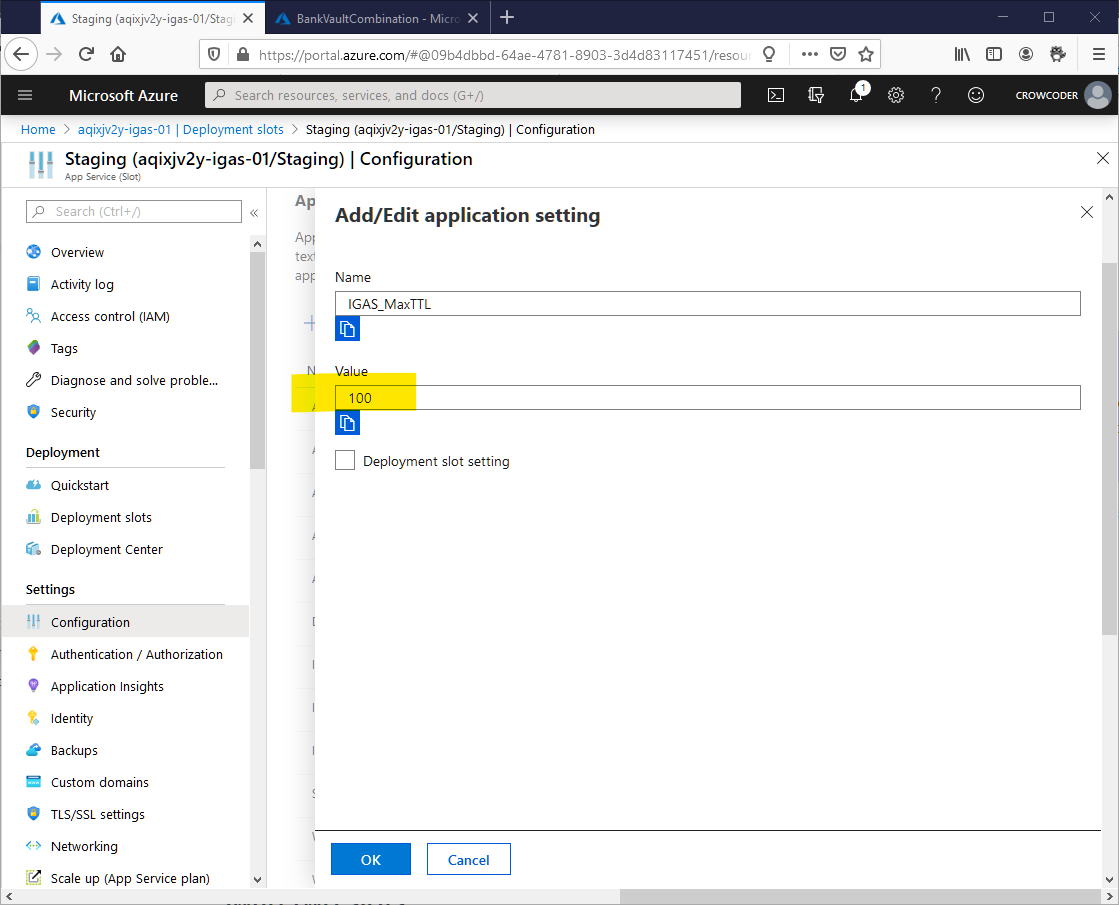 Staging (aqixjv2y-igas-01/Stag
BankVaultCombination - Micro
https://portal.azure.com/#@09b4dbbd-64ae-4781-8903-3d4d83117451/resou
Microsoft Azure
Search resources, services, and docs (G+/)
1
CROWCODER
Home > aqixjv2y-igas-01 | Deployment slots > Staging (aqixjv2y-igas-01/Staging) | Configuration
Staging (aqixjv2y-igas-01/Staging) | Configuration
App Service (Slot)
Search (Ctrl+/)
«
Overview
Activity log
Access control (IAM)
Tags
Diagnose and solve proble...
Security
Deployment
Quickstart
Deployment slots
Deployment Center
Settings
Configuration
Authentication / Authorization
Application Insights
Identity
Backups
Custom domains
TLS/SSL settings
Networking
Scale up (App Service plan)
Add/Edit application setting
Name
IGAS_MaxTTL
Value
100
Deployment slot setting
OK
Cancel